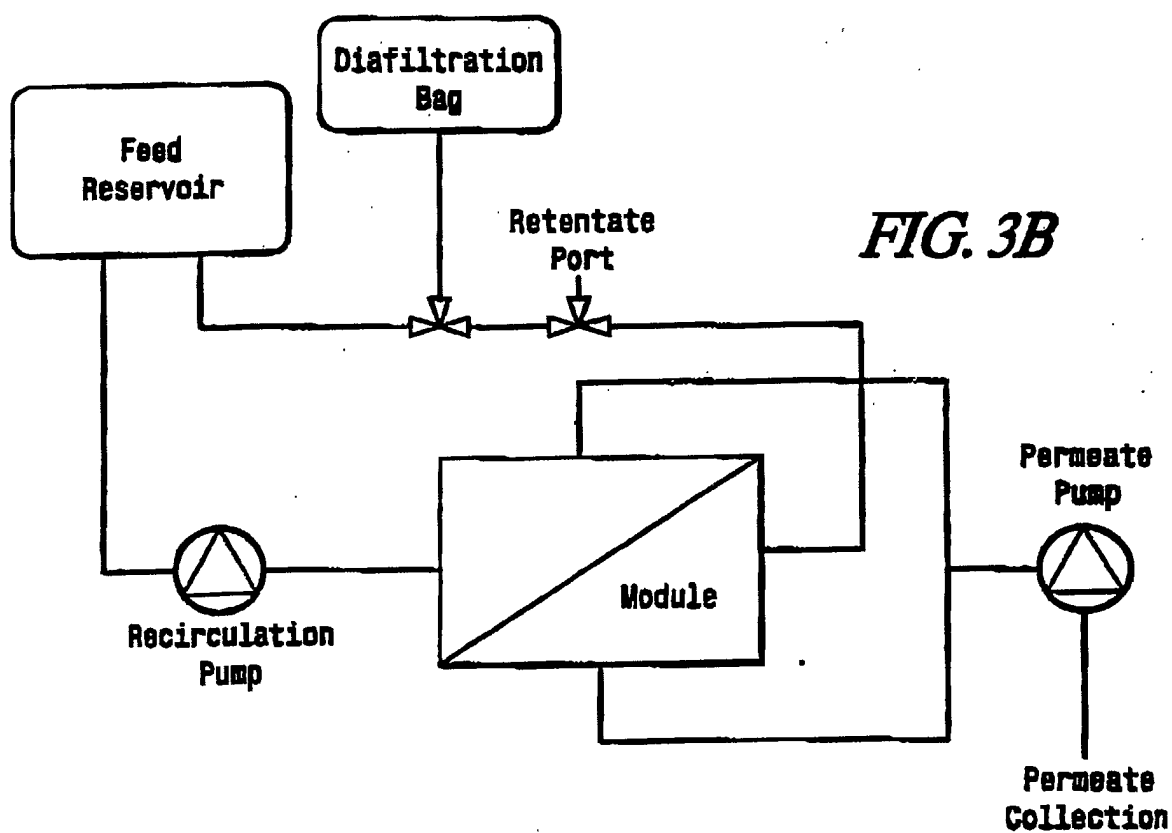 Diafiltration
Bag
Feed
Reservoir
Retentate
Port
FIG. 3B
Permeate
Pump
Module
Recirculation
Pump
Permeate
Collection